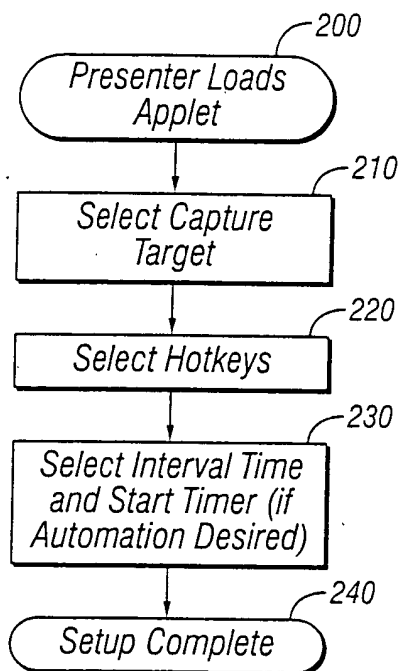 200
Presenter Loads
Applet
210
Select Capture
Target
220
Select Hotkeys
230
Select Interval Time
and Start Timer (if
Automation Desired)
240
Setup Complete